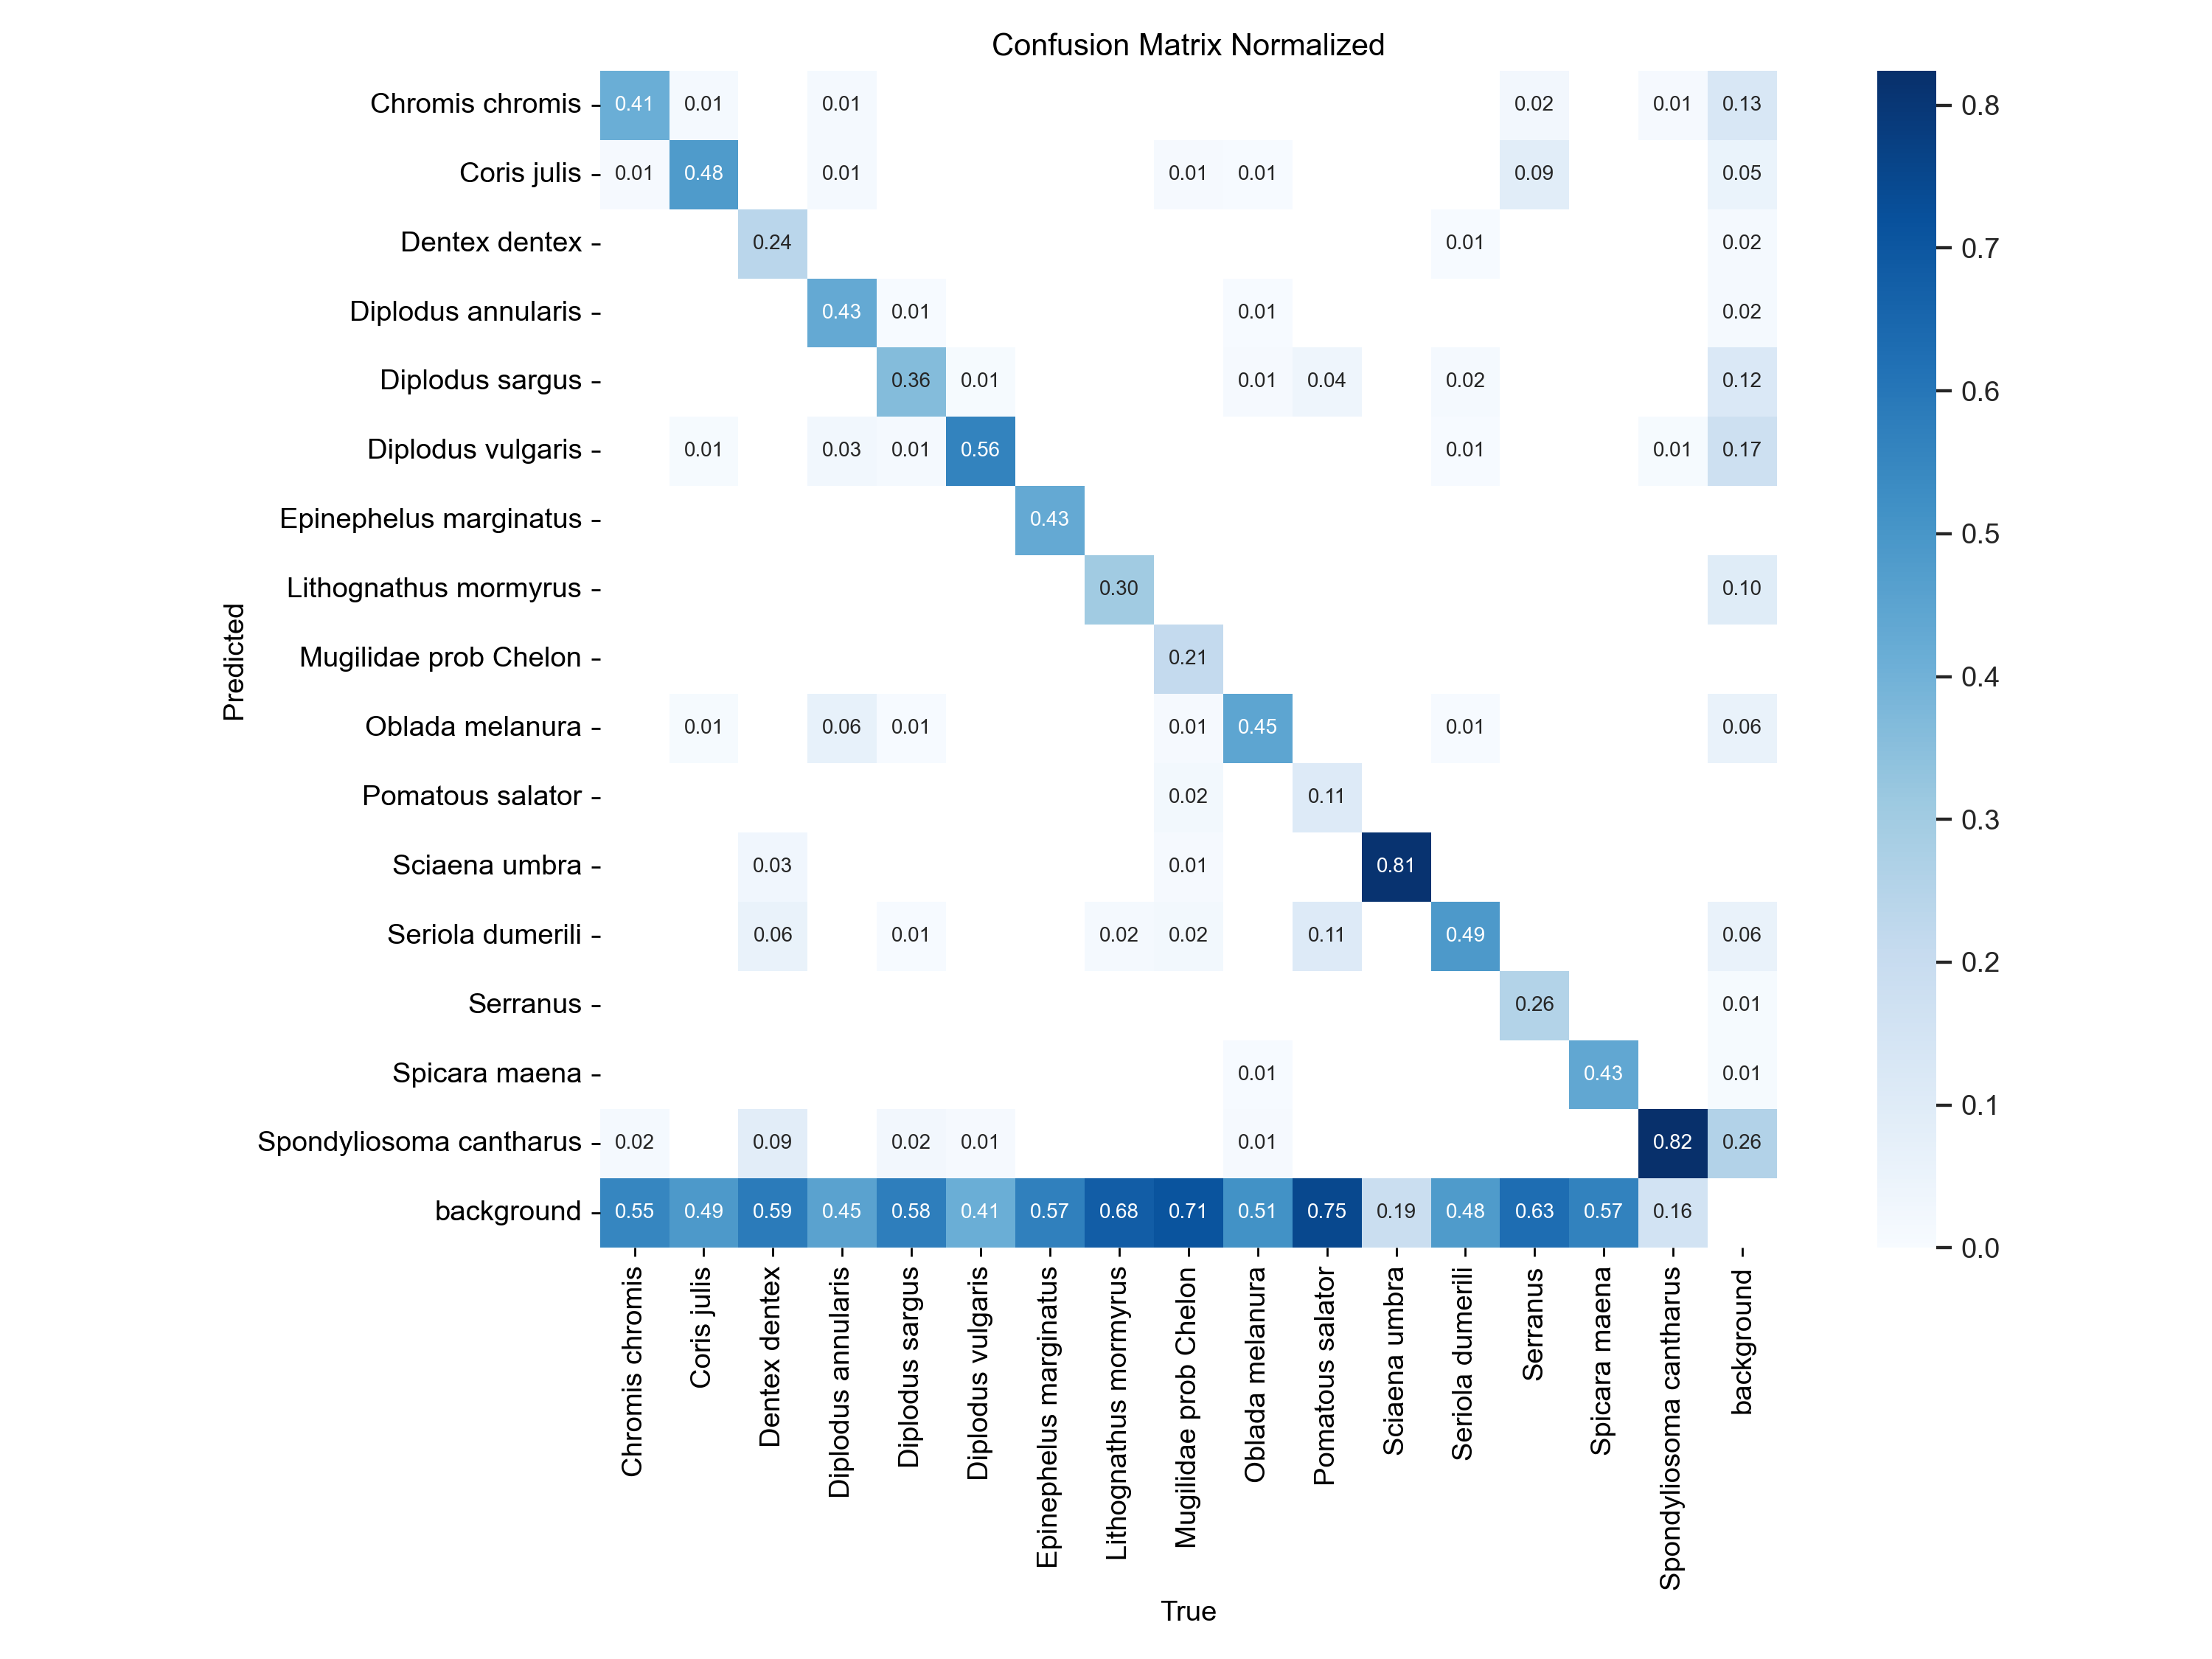 Confusion Matrix Normalized
Chromis chromis 0.41 0.01 0.01 0.02 0.01 0.13
Coris julis 0.01 0.48 0.01 0.01 0.01 0.09 0.05
Dentex dentex 0.24 0.01 0.02
Diplodus annularis 0.43 0.01 0.01 0.02
Diplodus sargus 0.36 0.01 0.01 0.04 0.02 0.12
Diplodus vulgaris 0.01 0.03 0.01 0.56 0.01 0.01 0.17
Epinephelus marginatus 0.43
Lithognathus mormyrus 0.30 0.10
Mugilidae prob Chelon 0.21
Oblada melanura 0.01 0.06 0.01 0.01 0.45 0.01 0.06
Pomatous salator 0.02 0.11
Sciaena umbra 0.03 0.01 0.81
Seriola dumerili 0.06 0.01 0.02 0.02 0.11 0.49 0.06
Serranus 0.26 0.01
Spicara maena 0.01 0.43 0.01
Spondyliosoma cantharus 0.02 0.09 0.02 0.01 0.01 0.82 0.26
background 0.55 0.49 0.59 0.45 0.58 0.41 0.57 0.68 0.71 0.51 0.75 0.19 0.48 0.63 0.57 0.16
Predicted
Chromis chromis
Coris julis
Dentex dentex
Diplodus annularis
Diplodus sargus
Diplodus vulgaris
Epinephelus marginatus
Lithognathus mormyrus
Mugilidae prob Chelon
Oblada melanura
Pomatous salator
Sciaena umbra
Seriola dumerili
Serranus
Spicara maena
Spondyliosoma cantharus
background
True
0.8
0.7
0.6
0.5
0.4
0.3
0.2
0.1
0.0